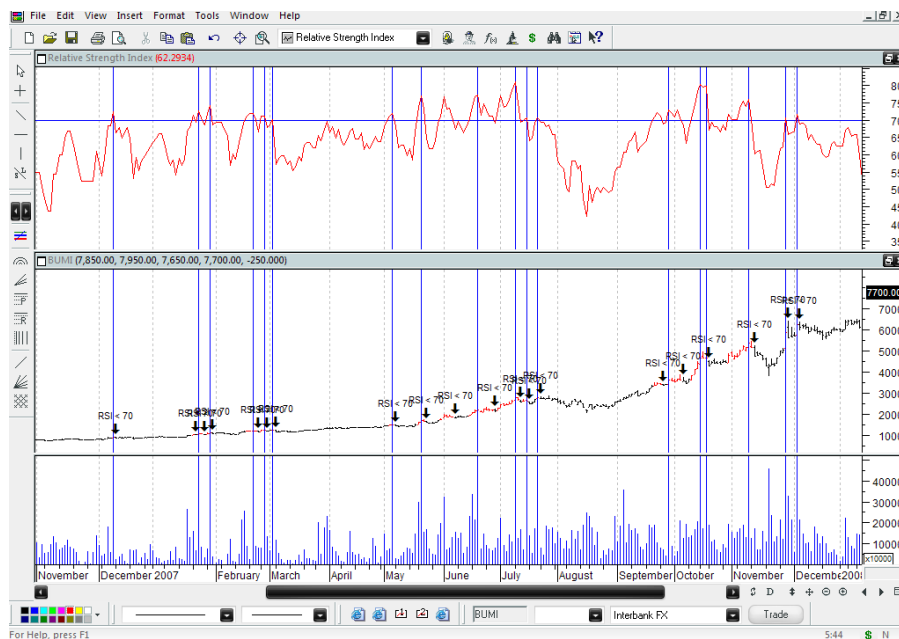 File Edit View Insert Format Tools Window Help
Relative Strength Index
Relative Strength Index (62.2934)
80
75
70
65
60
55
50
45
40
35
BUMI (7,850.00, 7,950.00, 7,650.00, 7,700.00, -250.000)
7700.00
7000
6000
5000
4000
3000
2000
1000
RSI < 70
RSI < 70
RSI < 70
RSI < 70
RSI < 70
RSI < 70
RSI < 70
RSI < 70
RSI < 70
RSI < 70
RSI < 70
RSI < 70
RSI < 70
40000
30000
20000
10000
x10000
November December 2007 February March April May June July August September October November December 2008
BUMI Interbank FX Trade
For Help, press F1 5:44 $ N